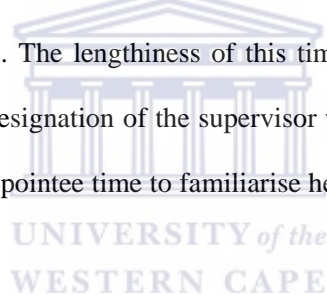 . The lengthiness of this tim
esignation of the supervisor
pointee time to familiarise he
UNIVERSITY of the
WESTERN CAPE